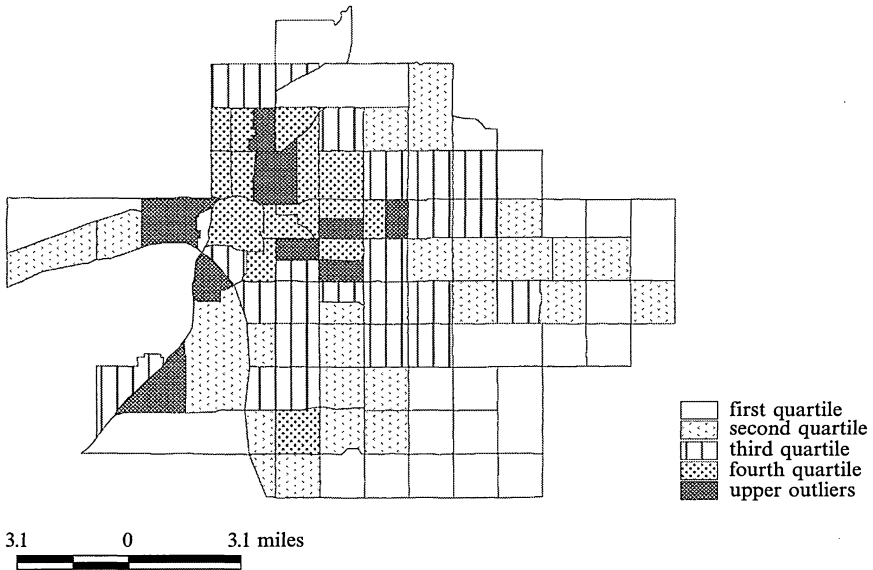 first quartile
second quartile
third quartile
fourth quartile
upper outliers
3.1 0 3.1 miles